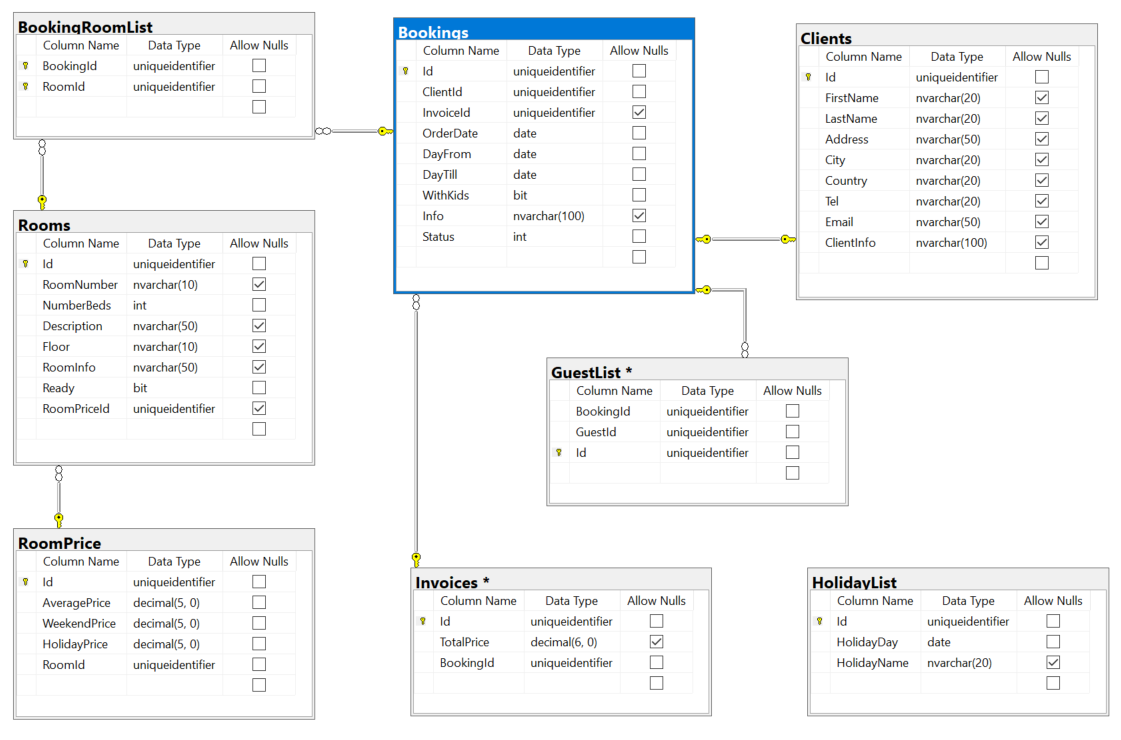 BookingRoomList
Column Name Data Type Allow Nulls
BookingId uniqueidentifier
RoomId uniqueidentifier
Bookings
Column Name Data Type Allow Nulls
Id uniqueidentifier
ClientId uniqueidentifier
InvoiceId uniqueidentifier
OrderDate date
DayFrom date
DayTill date
WithKids bit
Info nvarchar(100)
Status int
Clients
Column Name Data Type Allow Nulls
Id uniqueidentifier
FirstName nvarchar(20)
LastName nvarchar(20)
Address nvarchar(50)
City nvarchar(20)
Country nvarchar(20)
Tel nvarchar(20)
Email nvarchar(50)
ClientInfo nvarchar(100)
Rooms
Column Name Data Type Allow Nulls
Id uniqueidentifier
RoomNumber nvarchar(10)
NumberBeds int
Description nvarchar(50)
Floor nvarchar(10)
RoomInfo nvarchar(50)
Ready bit
RoomPriceId uniqueidentifier
GuestList *
Column Name Data Type Allow Nulls
BookingId uniqueidentifier
GuestId uniqueidentifier
Id uniqueidentifier
RoomPrice
Column Name Data Type Allow Nulls
Id uniqueidentifier
AveragePrice decimal(5, 0)
WeekendPrice decimal(5, 0)
HolidayPrice decimal(5, 0)
RoomId uniqueidentifier
Invoices *
Column Name Data Type Allow Nulls
Id uniqueidentifier
TotalPrice decimal(6, 0)
BookingId uniqueidentifier
HolidayList
Column Name Data Type Allow Nulls
Id uniqueidentifier
HolidayDay date
HolidayName nvarchar(20)